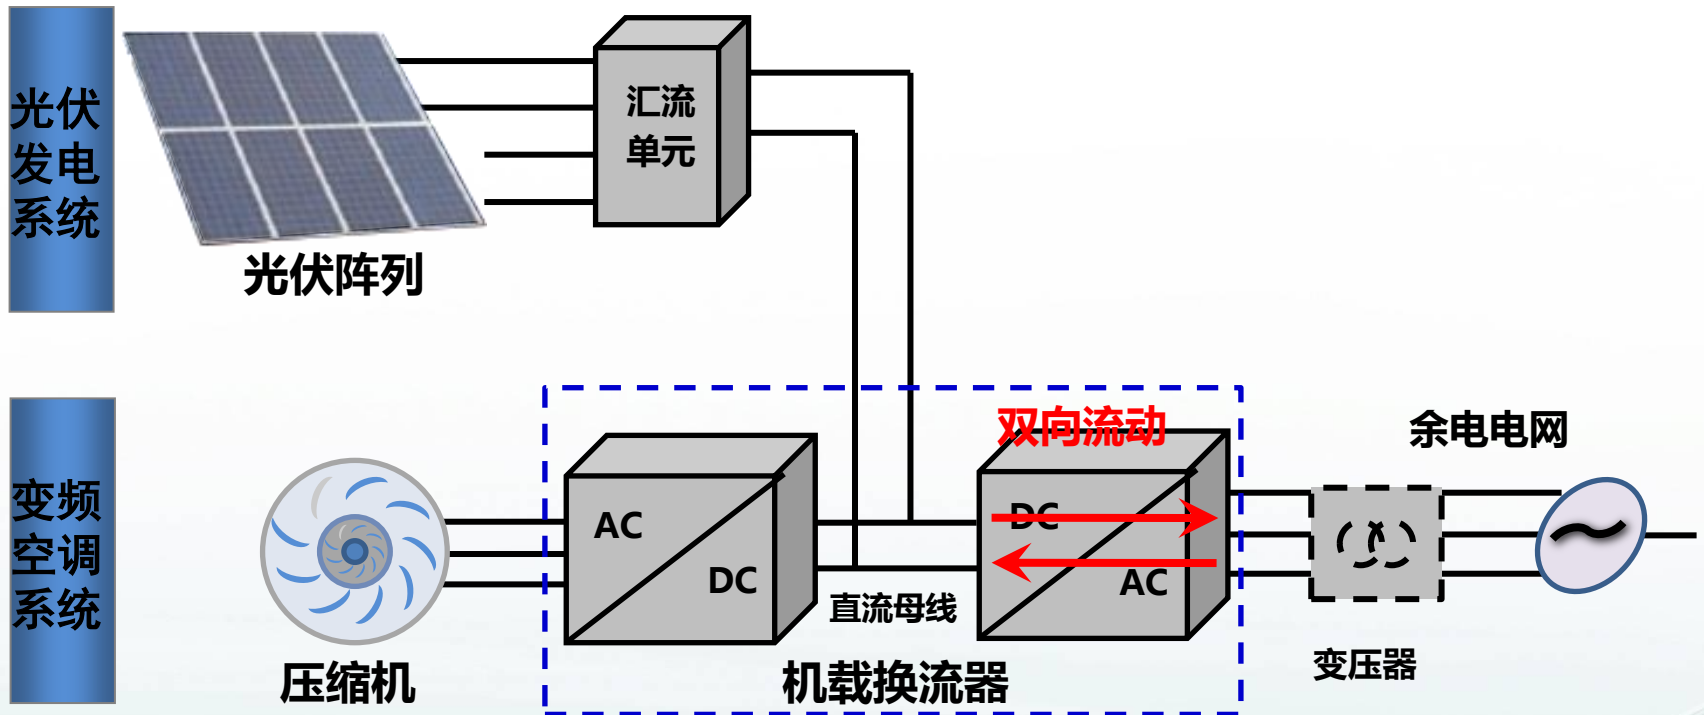 光伏
发电
系统
汇流
单元
光伏阵列
变频
空调
系统
双向流动
余电电网
AC
DC
DC
AC
直流母线
压缩机
机载换流器
变压器